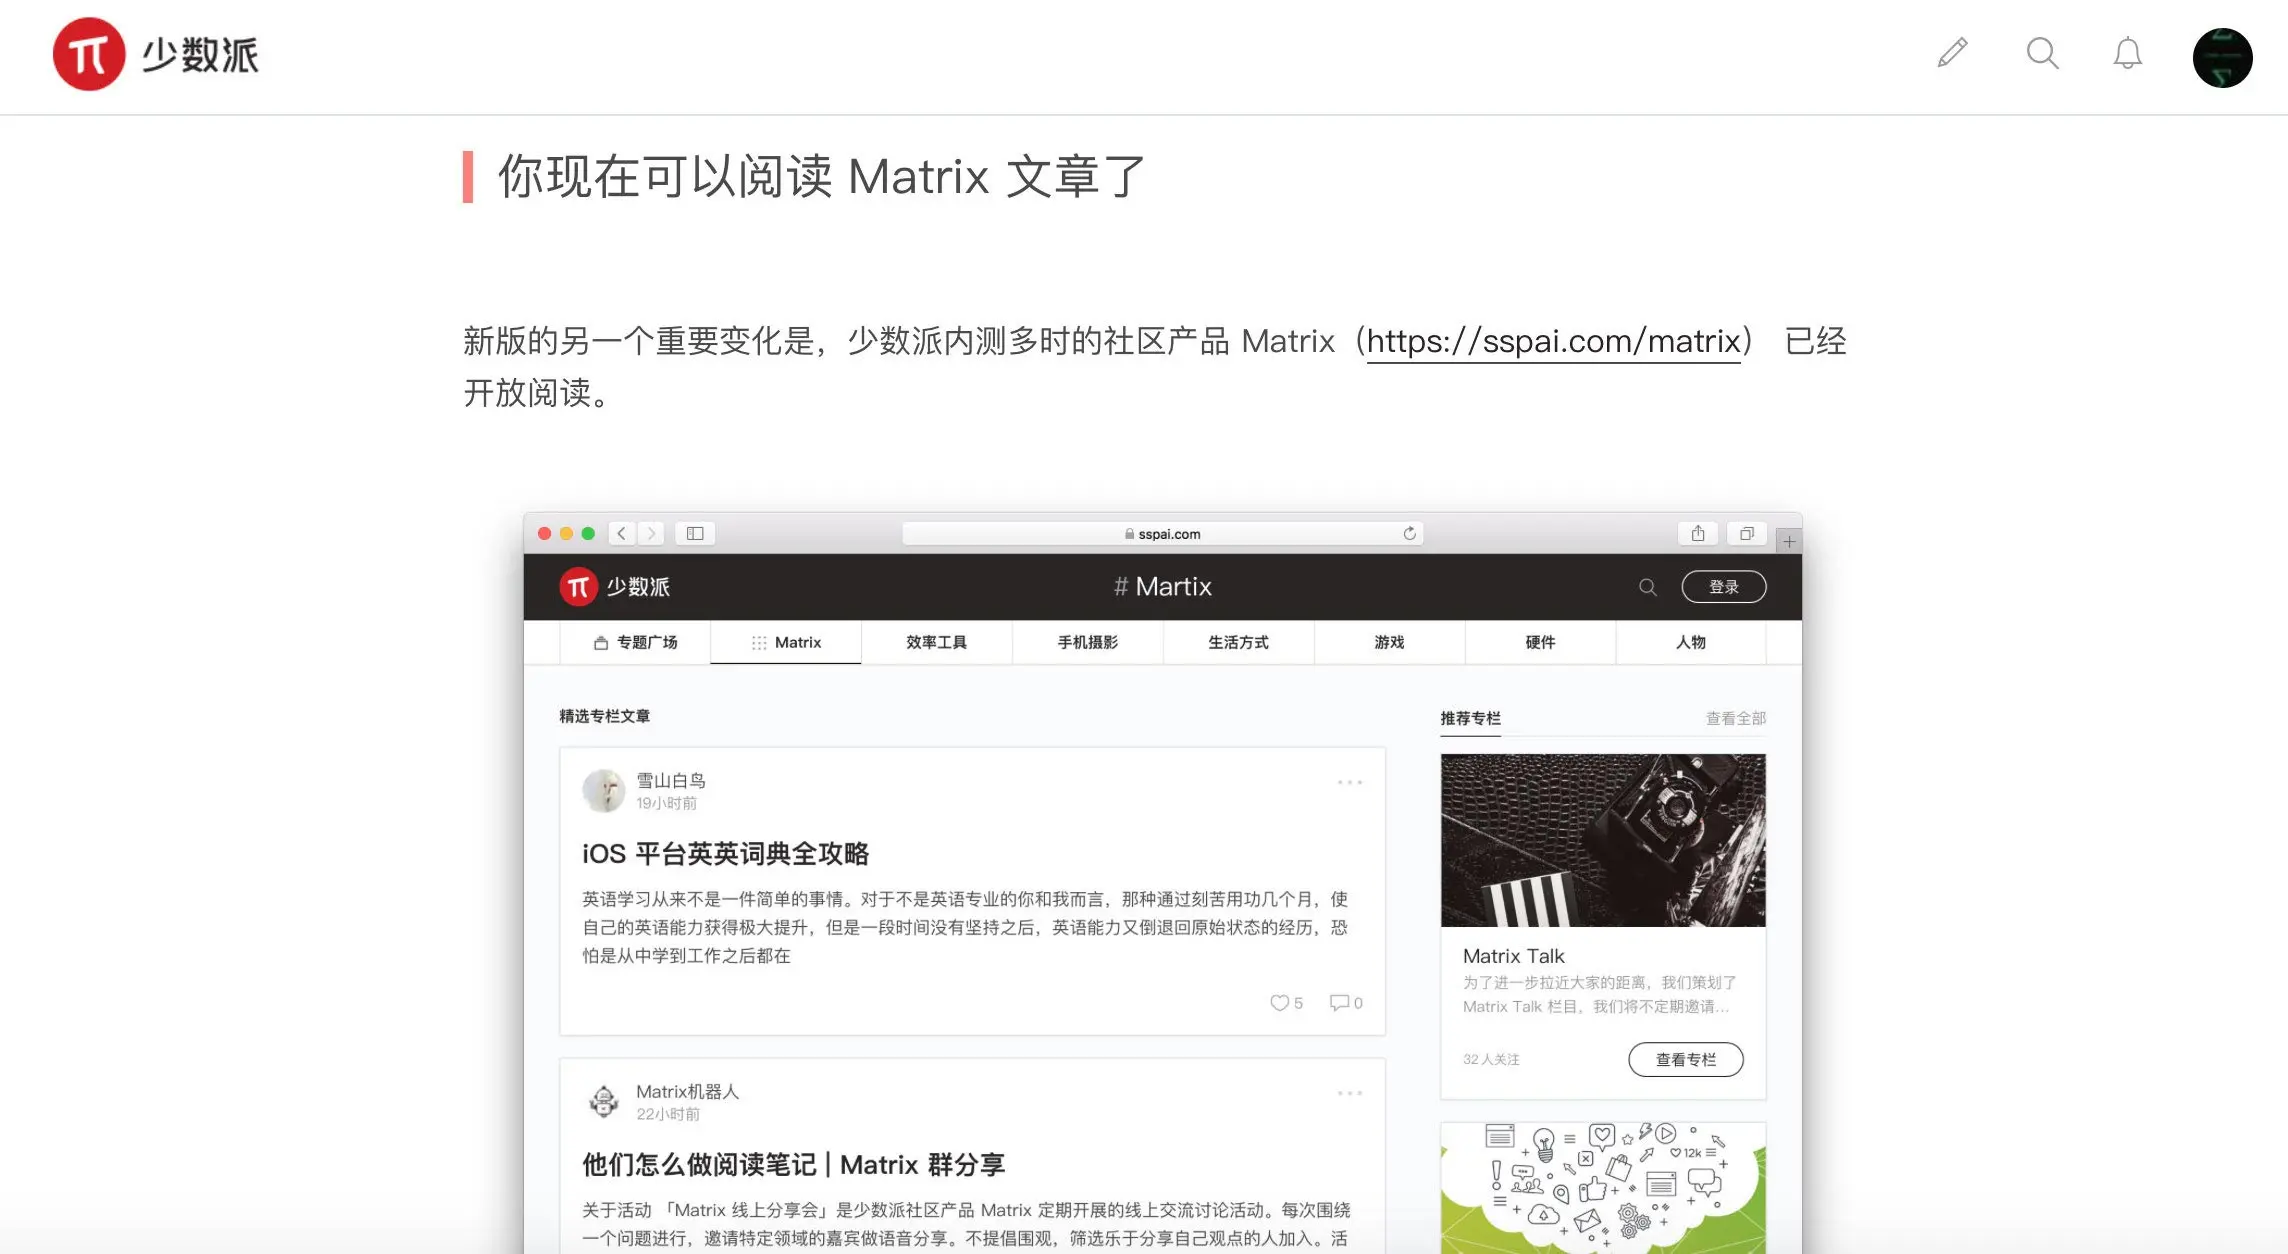 少数派
你现在可以阅读 Matrix 文章了
新版的另一个重要变化是，少数派内测多时的社区产品 Matrix（https://sspai.com/matrix） 已经
开放阅读。
sspai.com
少数派
# Martix
登录
专题广场
Matrix
效率工具
手机摄影
生活方式
游戏
硬件
人物
精选专栏文章
雪山白鸟
19小时前
iOS 平台英英词典全攻略
英语学习从来不是一件简单的事情。对于不是英语专业的你和我而言，那种通过刻苦用功几个月，使
自己的英语能力获得极大提升，但是一段时间没有坚持之后，英语能力又倒退回原始状态的经历，恐
怕是从中学到工作之后都在
5
0
Matrix机器人
22小时前
他们怎么做阅读笔记 | Matrix 群分享
关于活动 「Matrix 线上分享会」是少数派社区产品 Matrix 定期开展的线上交流讨论活动。每次围绕
一个问题进行，邀请特定领域的嘉宾做语音分享。不提倡围观，筛选乐于分享自己观点的人加入。活
推荐专栏
查看全部
Matrix Talk
为了进一步拉近大家的距离，我们策划了
Matrix Talk 栏目，我们将不定期邀请...
32 人关注
查看专栏
12k